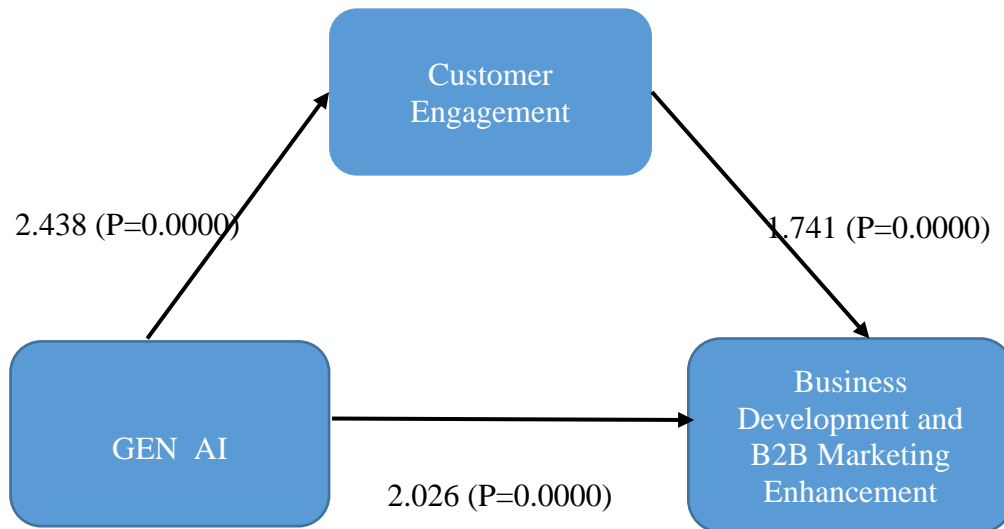 Customer
Engagement
2.438 (P=0.0000)
1.741 (P=0.0000)
GEN AI
Business
Development and
B2B Marketing
Enhancement
2.026 (P=0.0000)